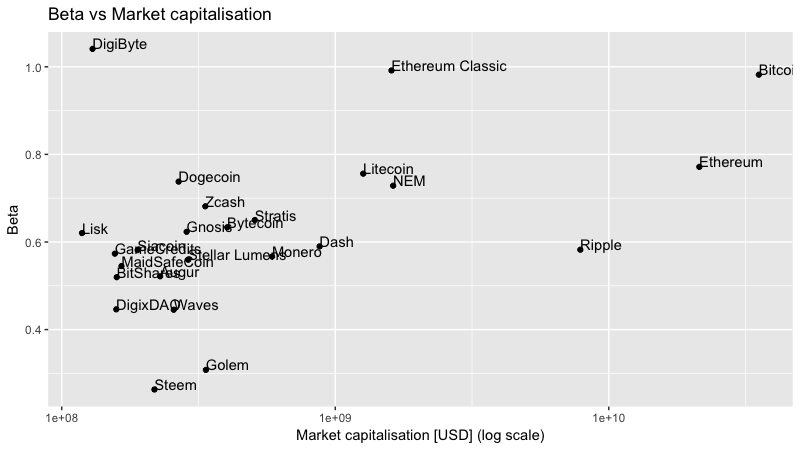 Beta vs Market capitalisation
DigiByte
Ethereum Classic
Bitcoi
1.0
Ethereum
0.8
Litecoin
Dogecoin
NEM
Zcash
Stratis
Bytecoin
Gnosis
Lisk
Dash
Ripple
0.6
Siacoin
GameCredits
Monero
Stellar Lumens
MaidSafeCoin
Augur
BitShares
DigixDAO
Waves
0.4
Golem
Steem
Beta
1e+08
1e+09
1e+10
Market capitalisation [USD] (log scale)